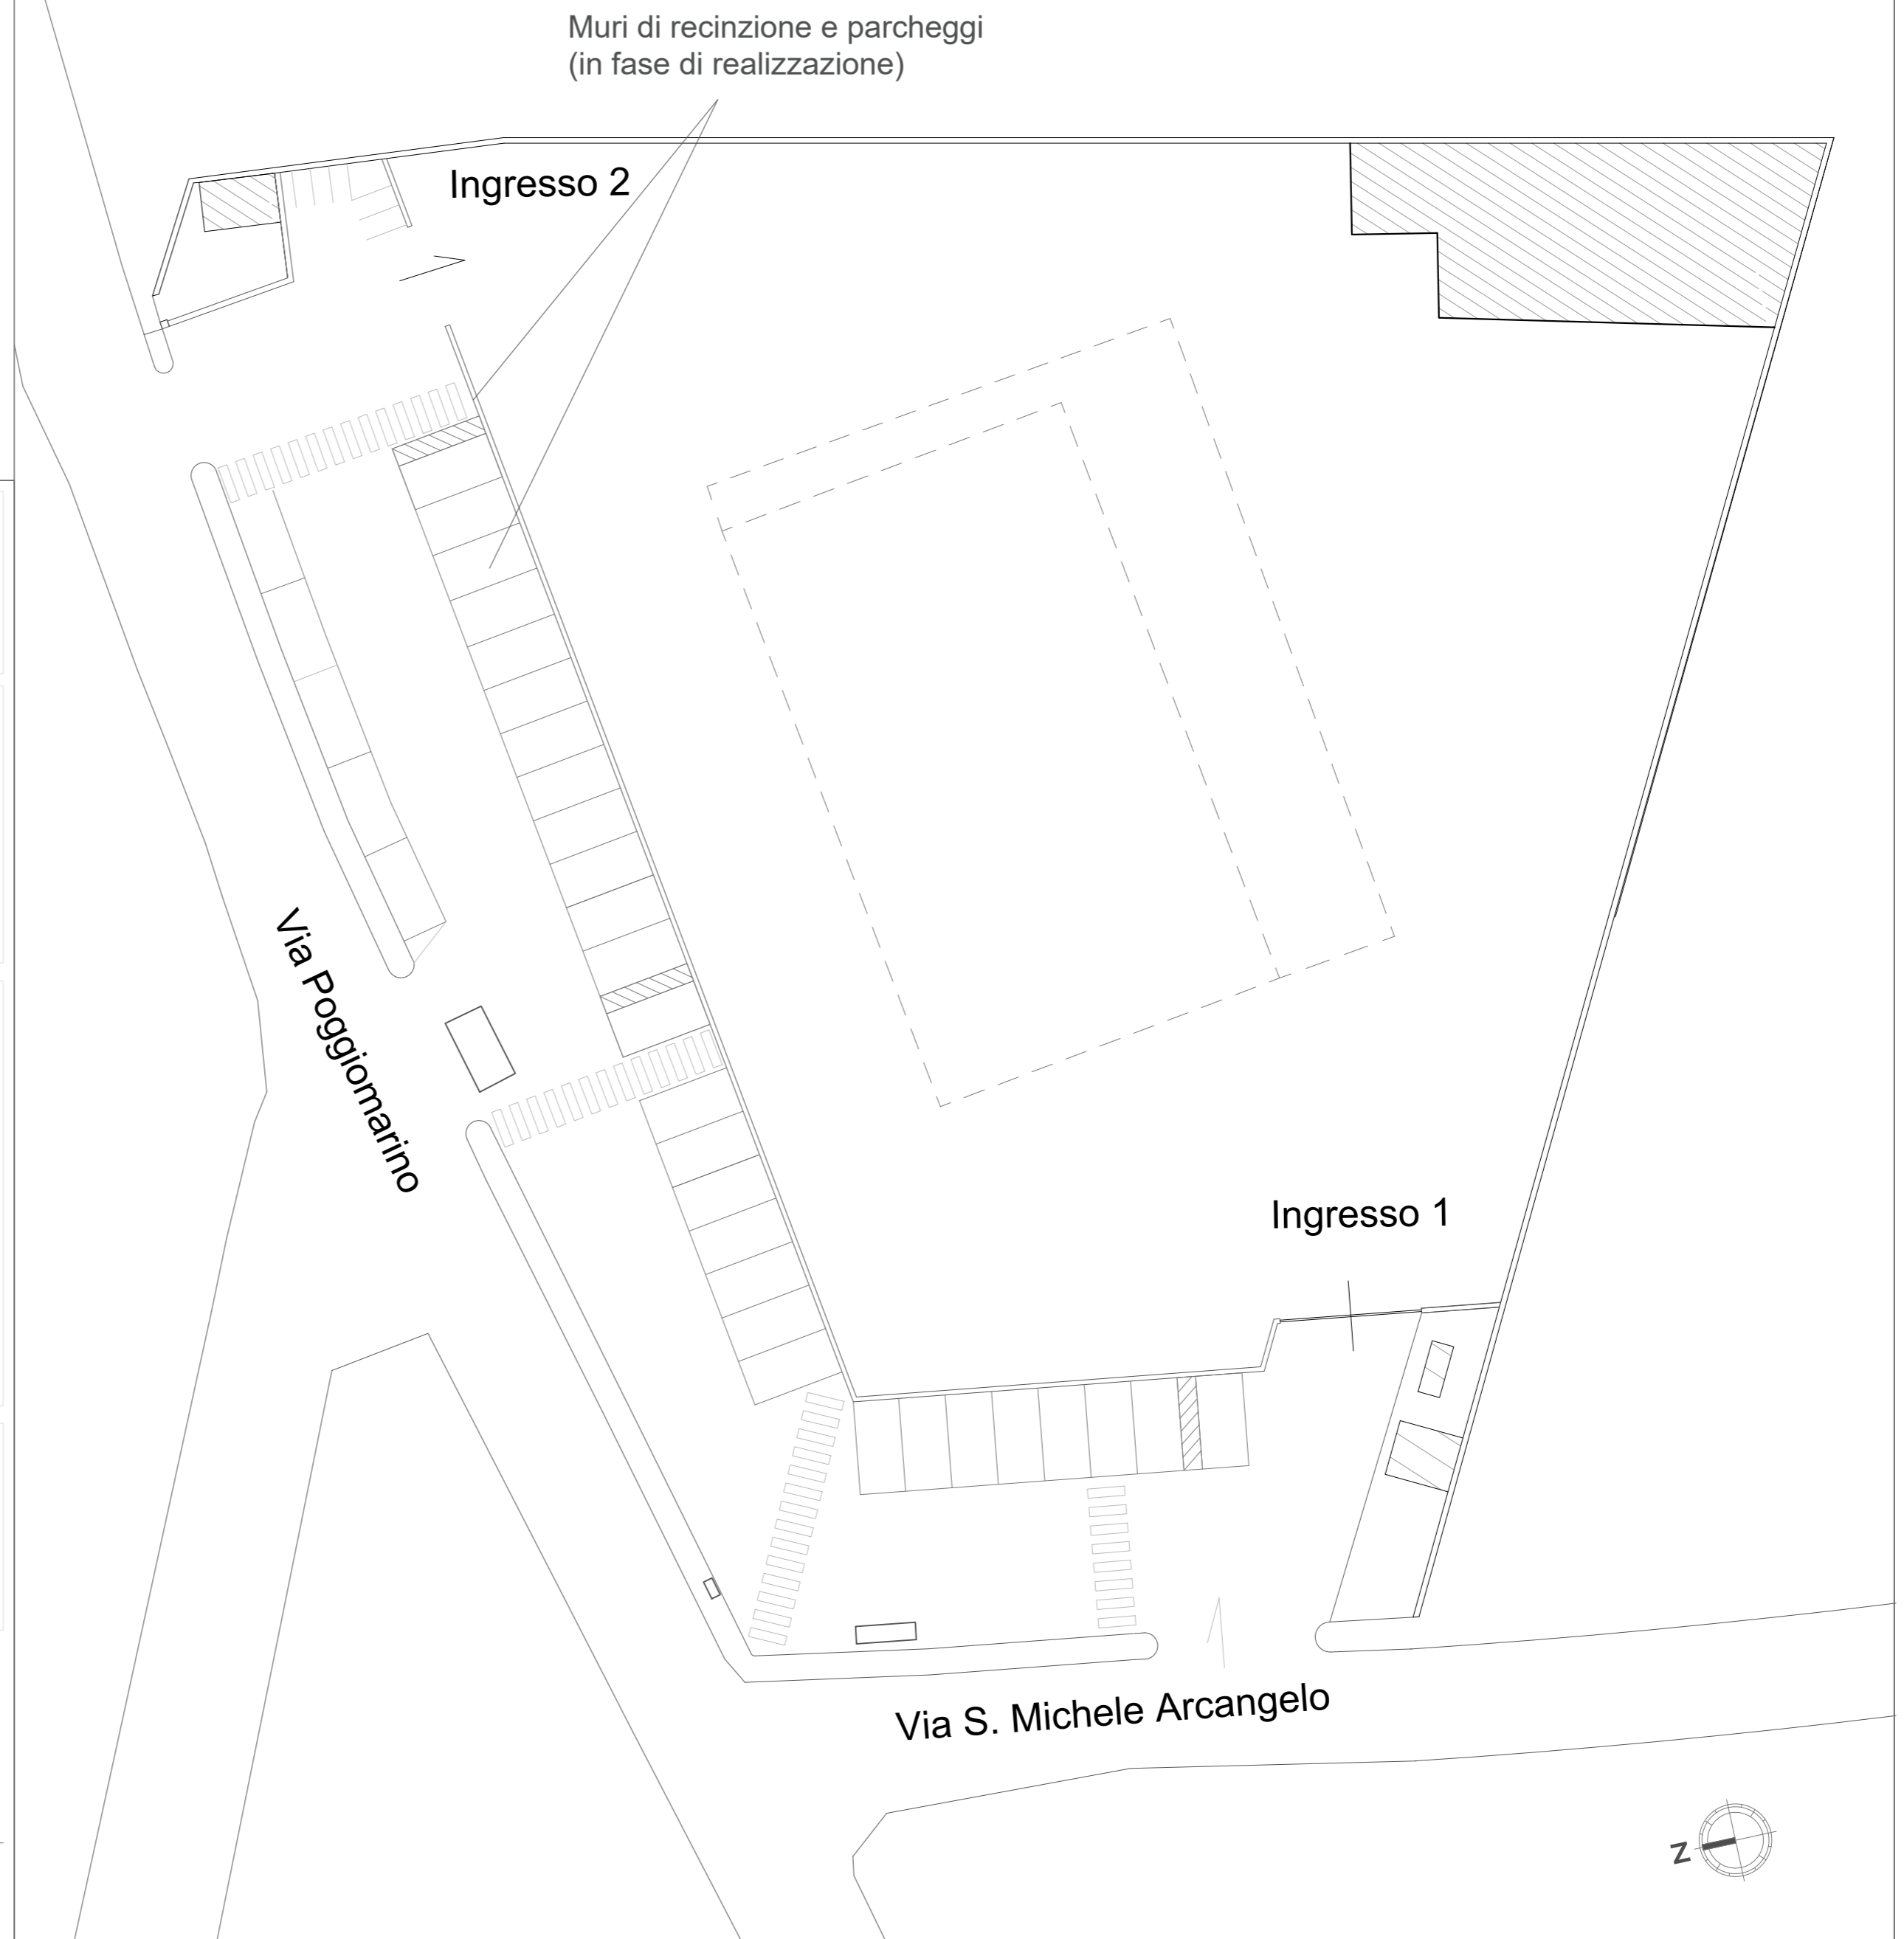 Muri di recinzione e parcheggi
(in fase di realizzazione)
Ingresso 2
Via Poggiomarino
Ingresso 1
Via S. Michele Arcangelo
N